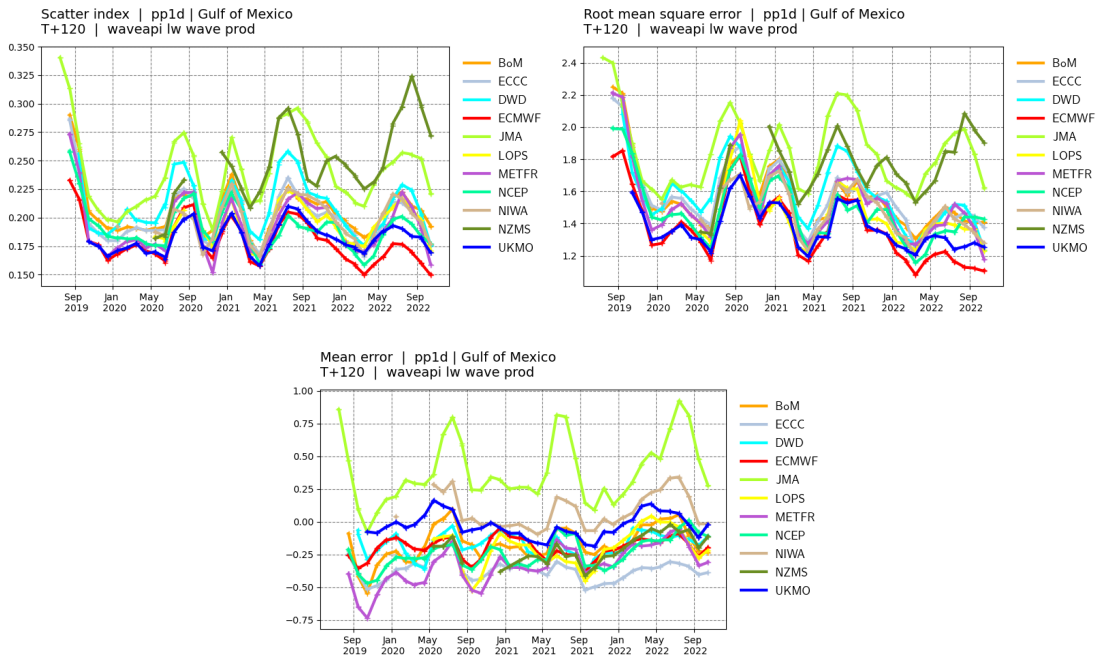 Scatter index | pp1d | Gulf of Mexico
T+120 | waveapi lw wave prod
0.350
0.325
0.300
0.275
0.250
0.225
0.200
0.175
0.150
Sep 2019
Jan 2020
May 2020
Sep 2020
Jan 2021
May 2021
Sep 2021
Jan 2022
May 2022
Sep 2022
BoM
ECCC
DWD
ECMWF
JMA
LOPS
METFR
NCEP
NIWA
NZMS
UKMO
Root mean square error | pp1d | Gulf of Mexico
T+120 | waveapi lw wave prod
2.4
2.2
2.0
1.8
1.6
1.4
1.2
Sep 2019
Jan 2020
May 2020
Sep 2020
Jan 2021
May 2021
Sep 2021
Jan 2022
May 2022
Sep 2022
BoM
ECCC
DWD
ECMWF
JMA
LOPS
METFR
NCEP
NIWA
NZMS
UKMO
Mean error | pp1d | Gulf of Mexico
T+120 | waveapi lw wave prod
1.00
0.75
0.50
0.25
0.00
−0.25
−0.50
−0.75
Sep 2019
Jan 2020
May 2020
Sep 2020
Jan 2021
May 2021
Sep 2021
Jan 2022
May 2022
Sep 2022
BoM
ECCC
DWD
ECMWF
JMA
LOPS
METFR
NCEP
NIWA
NZMS
UKMO